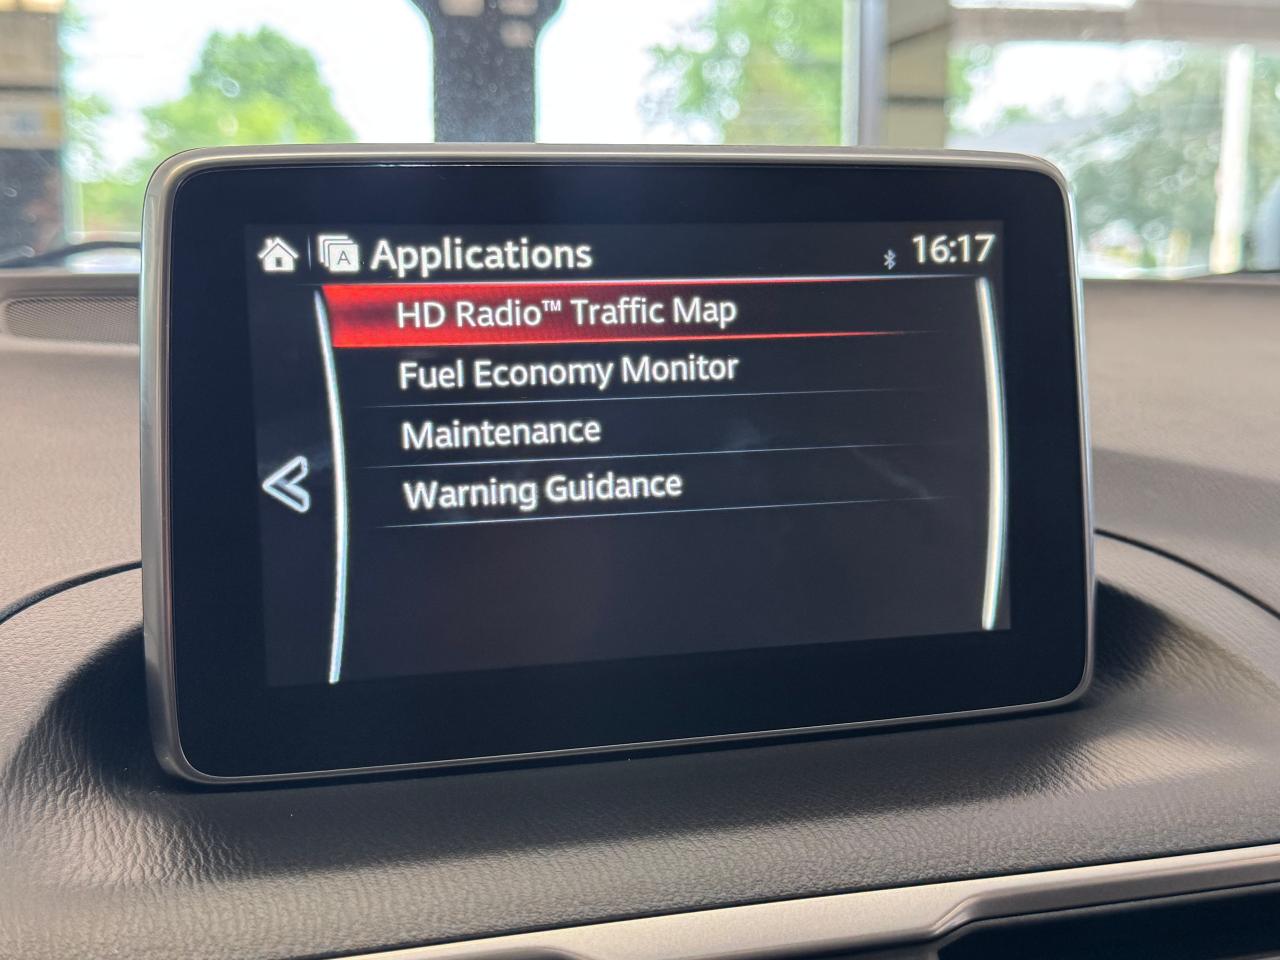 A Applications 16:17
HD Radio™ Traffic Map
Fuel Economy Monitor
Maintenance
Warning Guidance